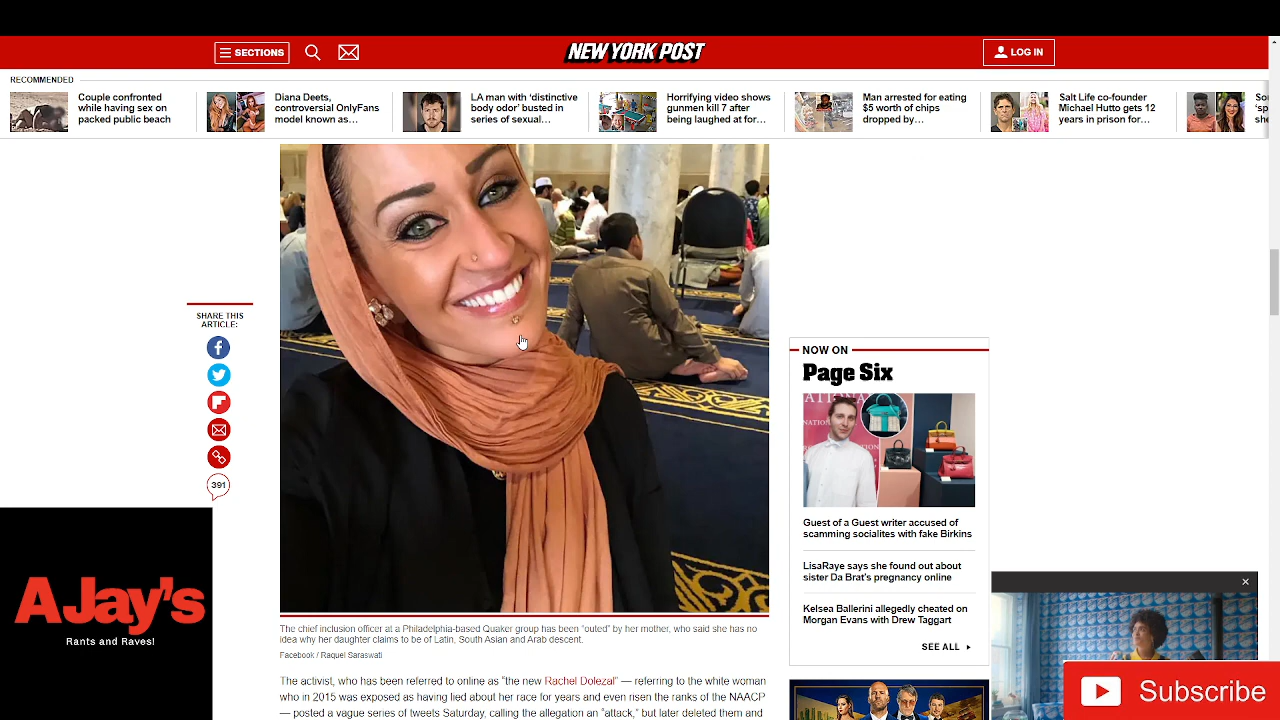 SECTIONS
NEW YORK POST
LOG IN
RECOMMENDED
Couple confronted
while having sex on
packed public beach
Diana Deets,
controversial OnlyFans
model known as...
LA man with ‘distinctive
body odor’ busted in
series of sexual...
Horrifying video shows
gunmen kill 7 after
being laughed at for...
Man arrested for eating
$5 worth of chips
dropped by...
Salt Life co-founder
Michael Hutto gets 12
years in prison for...
SHARE THIS
ARTICLE:
391
NOW ON
Page Six
Guest of a Guest writer accused of
scamming socialites with fake Birkins
LisaRaye says she found out about
sister Da Brat's pregnancy online
Kelsea Ballerini allegedly cheated on
Morgan Evans with Drew Taggart
SEE ALL
The chief inclusion officer at a Philadelphia-based Quaker group has been “outed” by her mother, who said she has no
idea why her daughter claims to be of Latin, South Asian and Arab descent.
Facebook / Raquel Saraswati
The activist, who has been referred to online as “the new Rachel Dolezal” — referring to the white woman
who in 2015 was exposed as having lied about her race for years and even risen the ranks of the NAACP
— posted a vague series of tweets Saturday, calling the allegation an “attack,” but later deleted them and
AJay's
Rants and Raves!
Subscribe